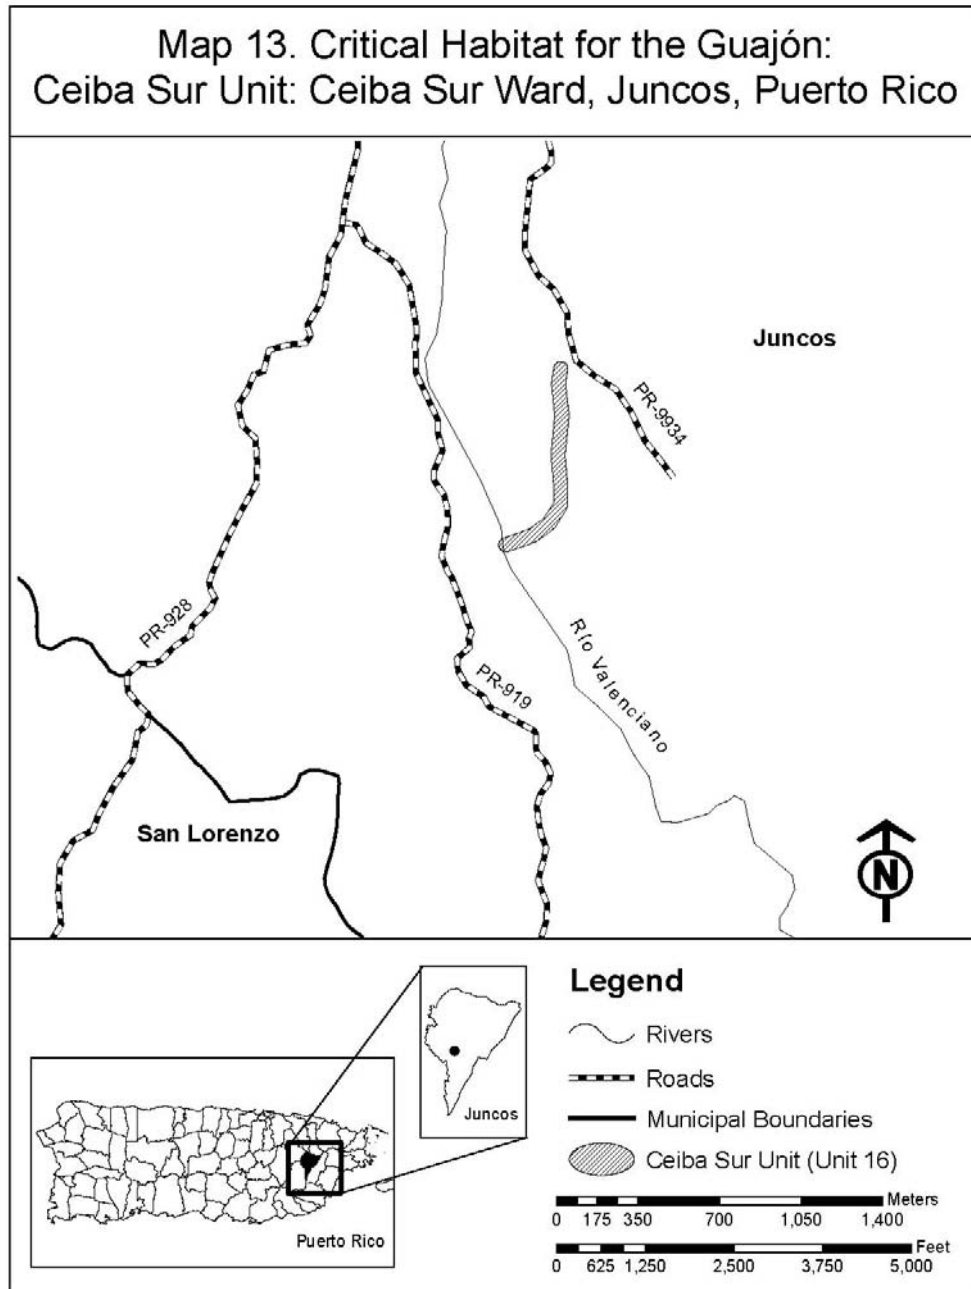 Map 13. Critical Habitat for the Guajón:
Ceiba Sur Unit: Ceiba Sur Ward, Juncos, Puerto Rico
Juncos
PR-9934
PR-928
Río Valenciano
PR-919
San Lorenzo
N
Legend
Rivers
Roads
Municipal Boundaries
Ceiba Sur Unit (Unit 16)
Meters
0 175 350 700 1,050 1,400
Feet
0 625 1,250 2,500 3,750 5,000
Juncos
Puerto Rico